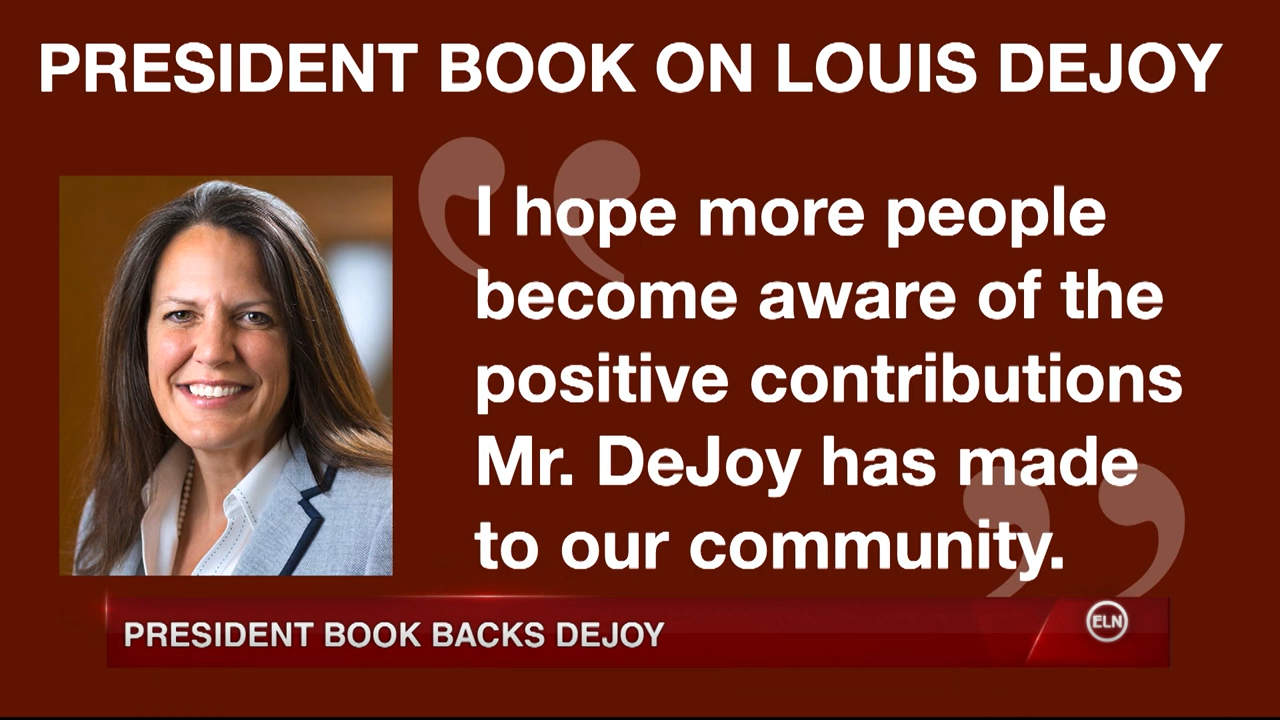 PRESIDENT BOOK ON LOUIS DEJOY
“I hope more people
become aware of the
positive contributions
Mr. DeJoy has made
to our community.”
PRESIDENT BOOK BACKS DEJOY
ELN